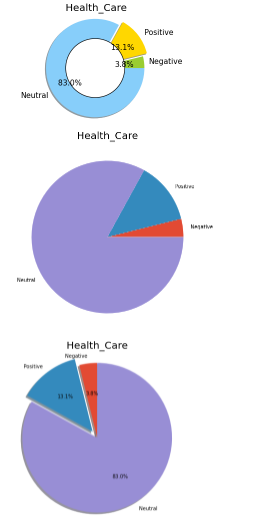 Health_Care
Positive
13.1%
Negative
3.8%
83.0%
Neutral
Health_Care
Positive
Negative
Neutral
Health_Care
Negative
Positive
13.1%
3.8%
83.0%
Neutral